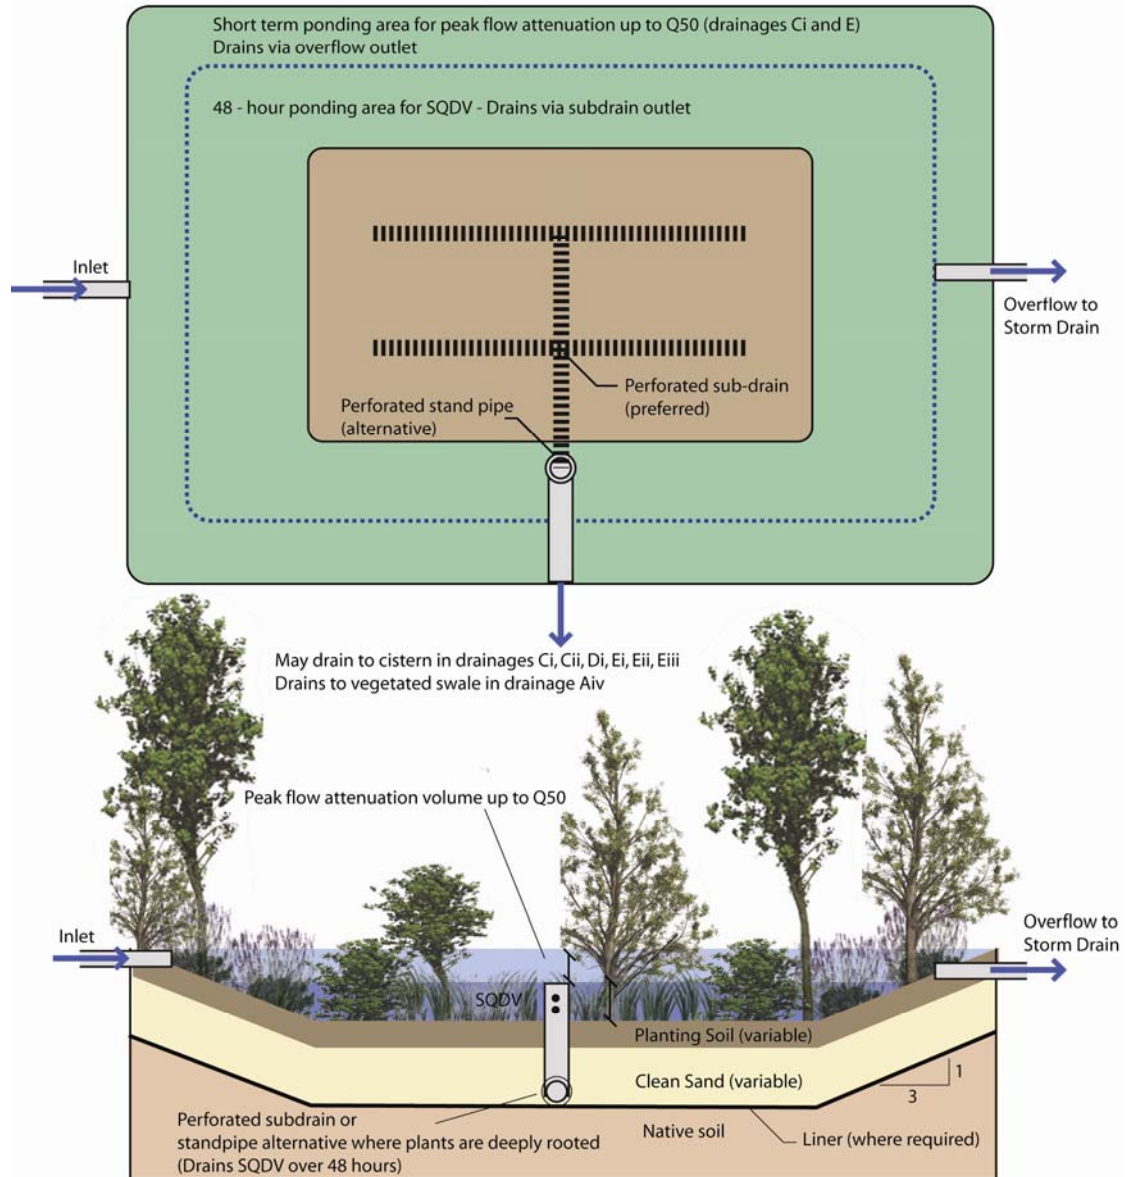 Short term ponding area for peak flow attenuation up to Q50 (drainages Ci and E)
Drains via overflow outlet
48 - hour ponding area for SQDV - Drains via subdrain outlet
Inlet
Overflow to
Storm Drain
Perforated sub-drain
(preferred)
Perforated stand pipe
(alternative)
May drain to cistern in drainages Ci, Cii, Di, Ei, Eii, Eiii
Drains to vegetated swale in drainage Aiv
Peak flow attenuation volume up to Q50
Inlet
Overflow to
Storm Drain
SQDV
Planting Soil (variable)
Clean Sand (variable)
1
3
Perforated subdrain or
standpipe alternative where plants are deeply rooted
(Drains SQDV over 48 hours)
Native soil
Liner (where required)